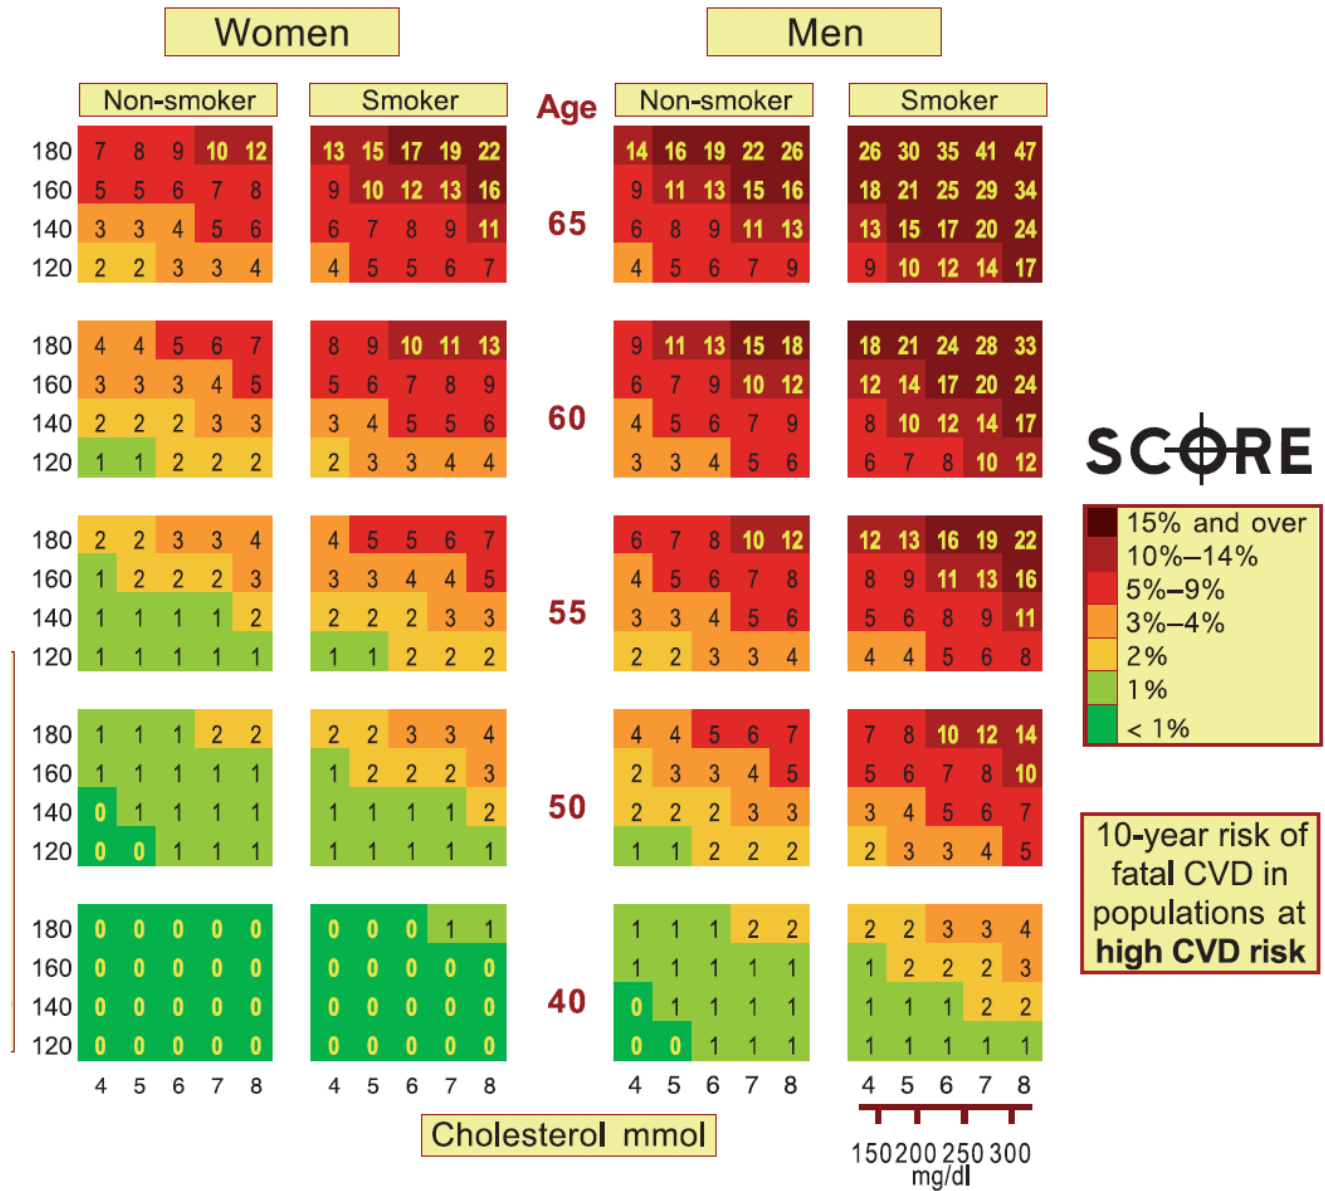 Women Men
Non-smoker Smoker Age Non-smoker Smoker
180 7 8 9 10 12 13 15 17 19 22 14 16 19 22 26 26 30 35 41 47
160 5 5 6 7 8 9 10 12 13 16 9 11 13 15 16 18 21 25 29 34
65
140 3 3 4 5 6 6 7 8 9 11 6 8 9 11 13 13 15 17 20 24
120 2 2 3 3 4 4 5 5 6 7 4 5 6 7 9 9 10 12 14 17
180 4 4 5 6 7 8 9 10 11 13 9 11 13 15 18 18 21 24 28 33
160 3 3 3 4 5 5 6 7 8 9 6 7 9 10 12 12 14 17 20 24
60
140 2 2 2 3 3 3 4 5 5 6 4 5 6 7 9 8 10 12 14 17
120 1 1 2 2 2 2 3 3 4 4 3 3 4 5 6 6 7 8 10 12
180 2 2 3 3 4 4 5 5 6 7 6 7 8 10 12 12 13 16 19 22
160 1 2 2 2 3 3 3 4 4 5 4 5 6 7 8 8 9 11 13 16
55
140 1 1 1 1 2 2 2 2 3 3 3 3 4 5 6 5 6 8 9 11
120 1 1 1 1 1 1 1 2 2 2 2 2 3 3 4 4 4 5 6 8
180 1 1 1 2 2 2 2 3 3 4 4 4 5 6 7 7 8 10 12 14
160 1 1 1 1 1 1 2 2 2 3 2 3 3 4 5 5 6 7 8 10
50
140 0 1 1 1 1 1 1 1 1 2 2 2 2 3 3 3 4 5 6 7
120 0 0 1 1 1 1 1 1 1 1 1 1 2 2 2 2 3 3 4 5
180 0 0 0 0 0 0 0 0 1 1 1 1 1 2 2 2 2 3 3 4
160 0 0 0 0 0 0 0 0 0 0 1 1 1 1 1 1 2 2 2 3
40
140 0 0 0 0 0 0 0 0 0 0 0 1 1 1 1 1 1 1 2 2
120 0 0 0 0 0 0 0 0 0 0 0 0 1 1 1 1 1 1 1 1
4 5 6 7 8 4 5 6 7 8 4 5 6 7 8 4 5 6 7 8
Cholesterol mmol
150 200 250 300
mg/dl
SCORE
15% and over
10%–14%
5%–9%
3%–4%
2%
1%
< 1%
10-year risk of
fatal CVD in
populations at
high CVD risk